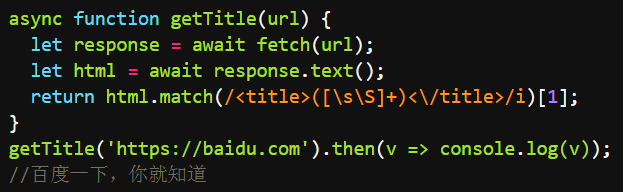 async function getTitle(url) {
  let response = await fetch(url);
  let html = await response.text();
  return html.match(/<title>([\s\S]+)<\/title>/i)[1];
}
getTitle('https://baidu.com').then(v => console.log(v));
//百度一下，你就知道